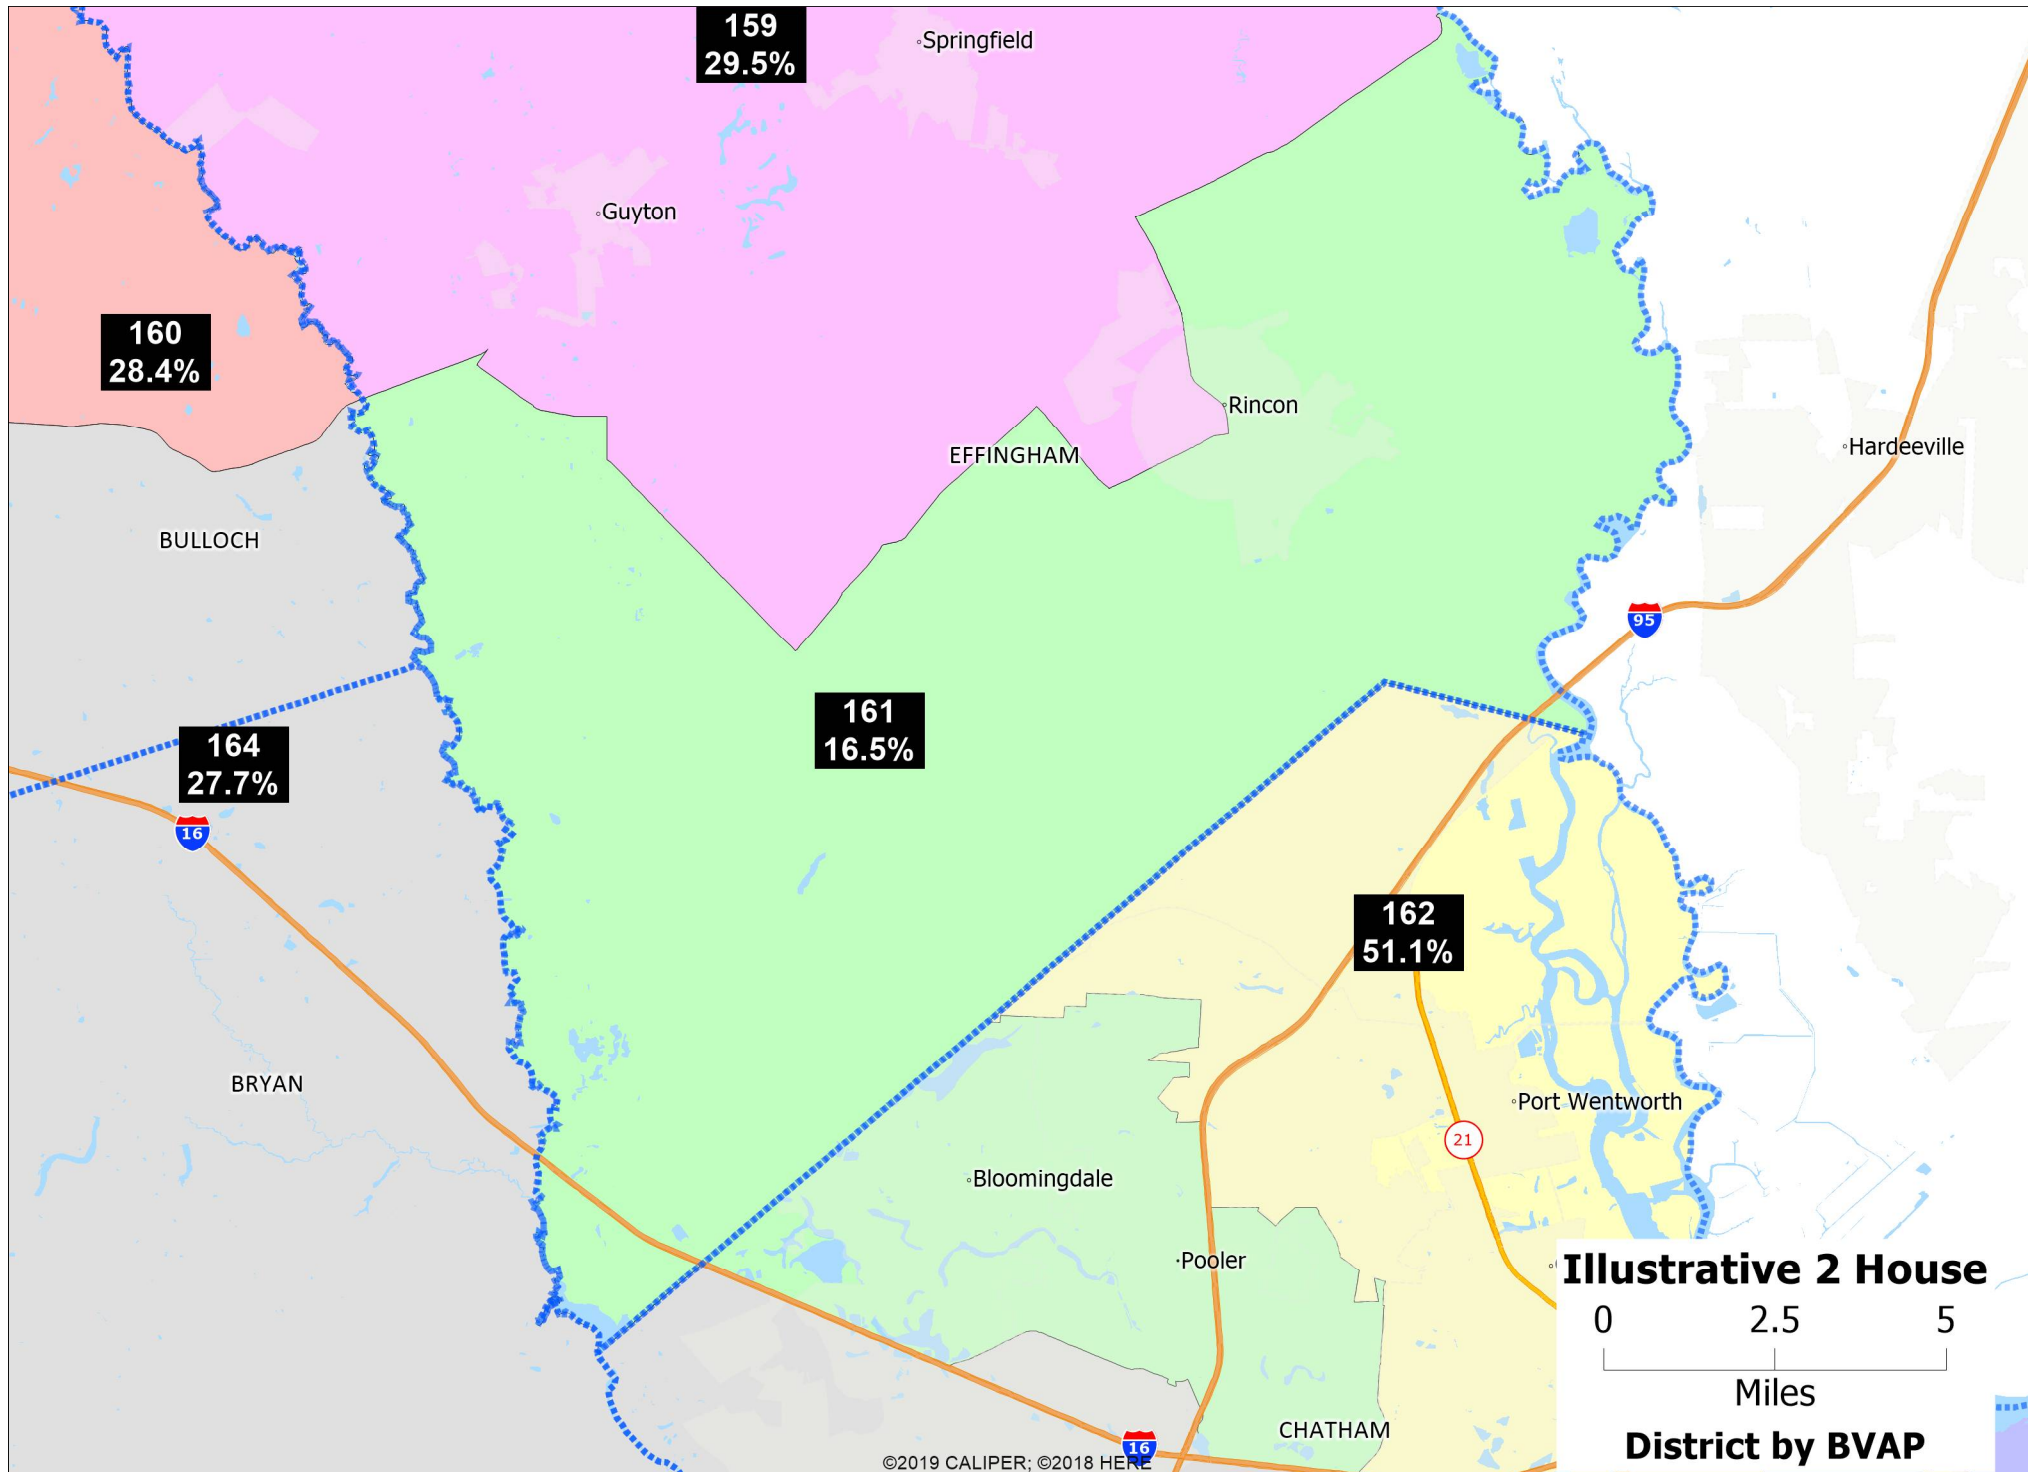 159
29.5%
Springfield
Guyton
160
28.4%
Rincon
EFFINGHAM
Hardeeville
BULLOCH
95
161
16.5%
164
27.7%
16
162
51.1%
BRYAN
Port Wentworth
21
Bloomingdale
Pooler
Illustrative 2 House
0 2.5 5
Miles
District by BVAP
CHATHAM
16
©2019 CALIPER; ©2018 HERE